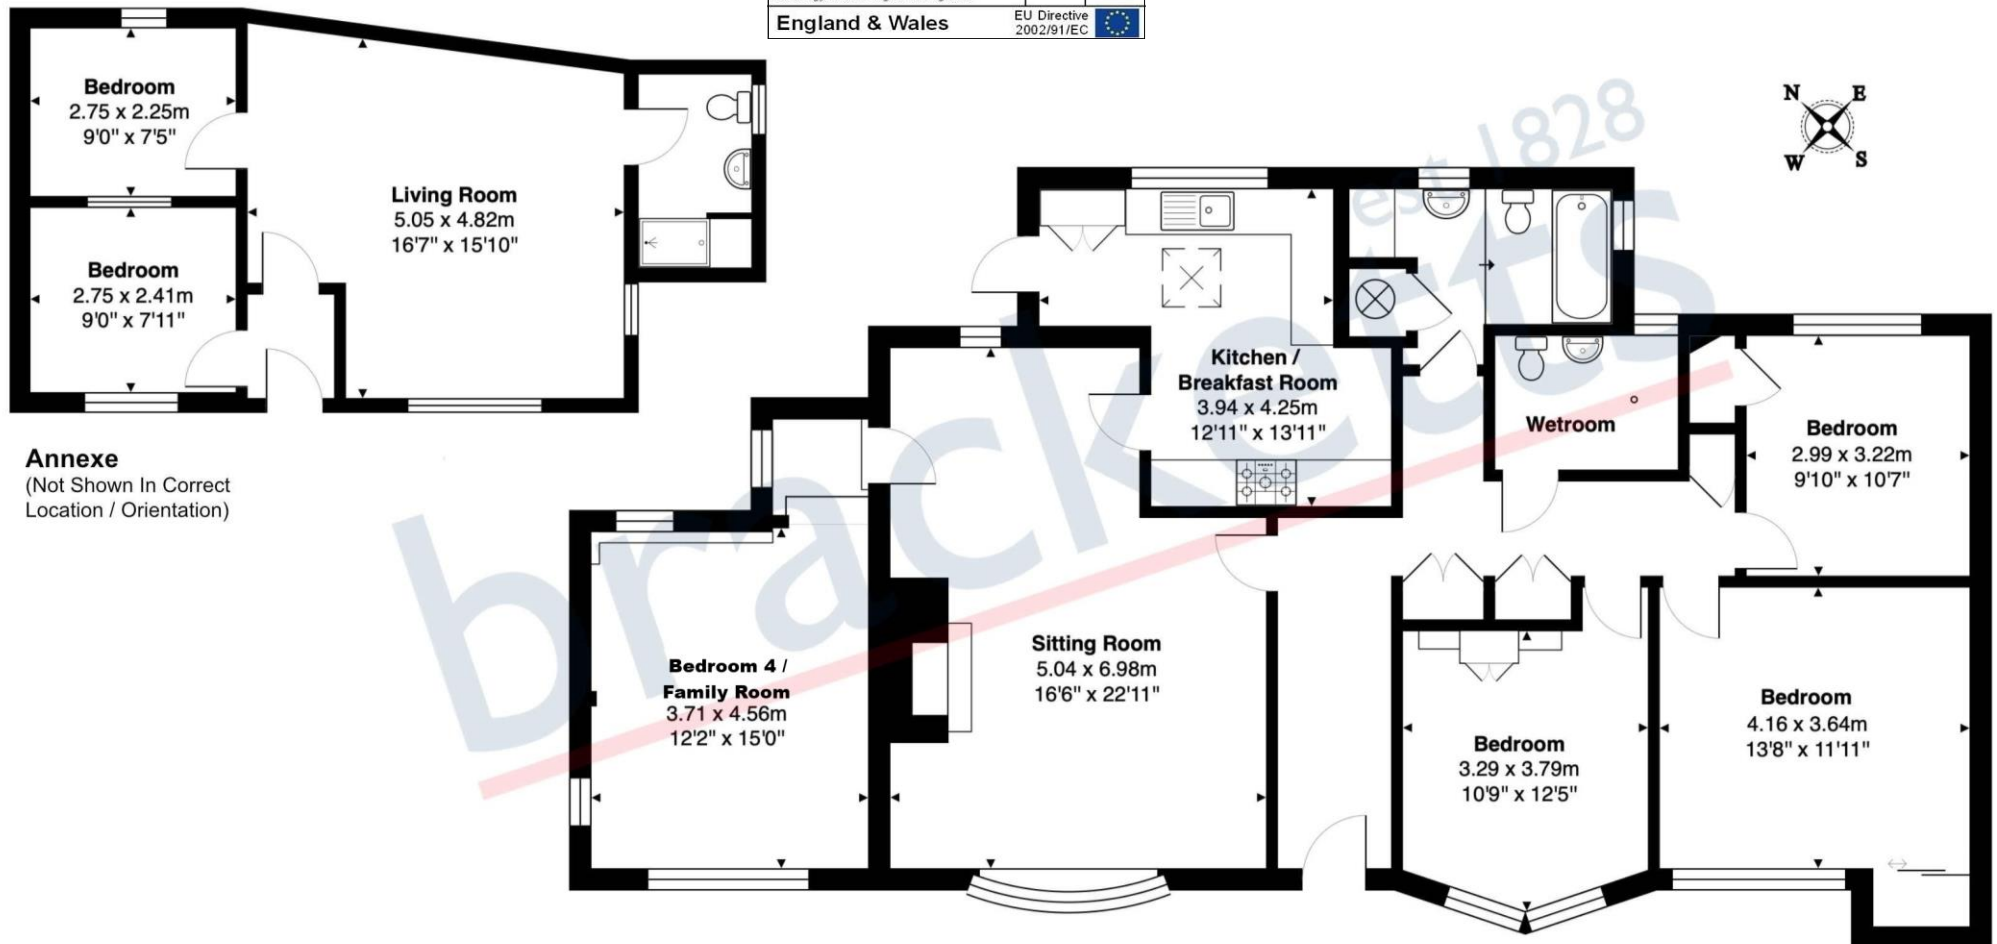 England & Wales
EU Directive
2002/91/EC
Bedroom
2.75 x 2.25m
9'0" x 7'5"
Living Room
5.05 x 4.82m
16'7" x 15'10"
Bedroom
2.75 x 2.41m
9'0" x 7'11"
Annexe
(Not Shown In Correct
Location / Orientation)
N E
W S
est 1828
bracketts
Kitchen /
Breakfast Room
3.94 x 4.25m
12'11" x 13'11"
Wetroom
Bedroom
2.99 x 3.22m
9'10" x 10'7"
Sitting Room
5.04 x 6.98m
16'6" x 22'11"
Bedroom 4 /
Family Room
3.71 x 4.56m
12'2" x 15'0"
Bedroom
3.29 x 3.79m
10'9" x 12'5"
Bedroom
4.16 x 3.64m
13'8" x 11'11"